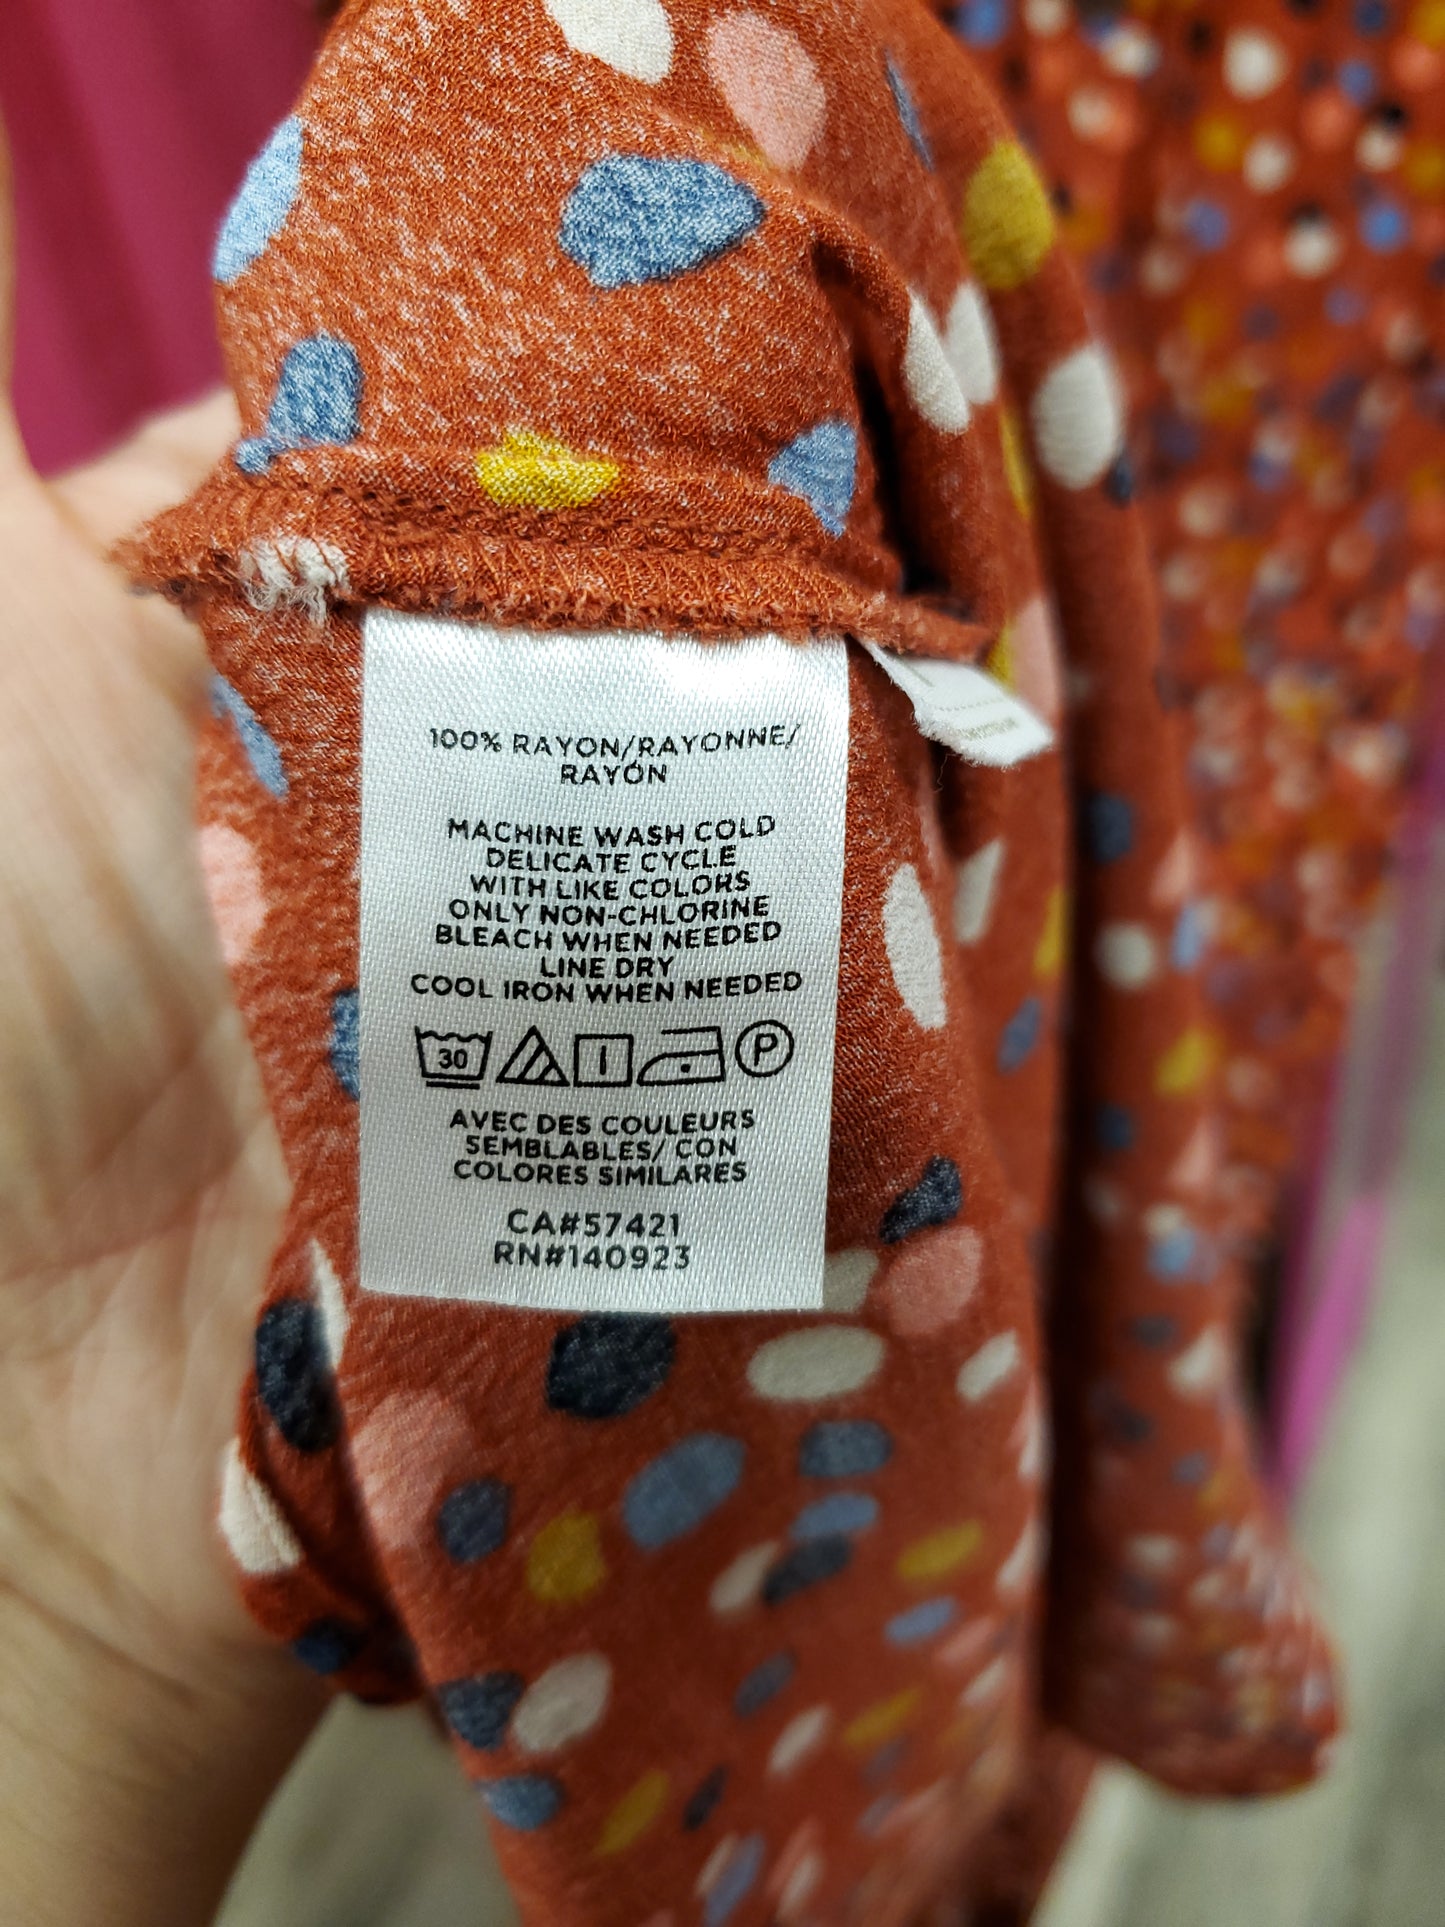 100% RAYON/RAYONNE/
RAYÓN
MACHINE WASH COLD
DELICATE CYCLE
WITH LIKE COLORS
ONLY NON-CHLORINE
BLEACH WHEN NEEDED
LINE DRY
COOL IRON WHEN NEEDED
30 P
AVEC DES COULEURS
SEMBLABLES/ CON
COLORES SIMILARES
CA#57421
RN#140923